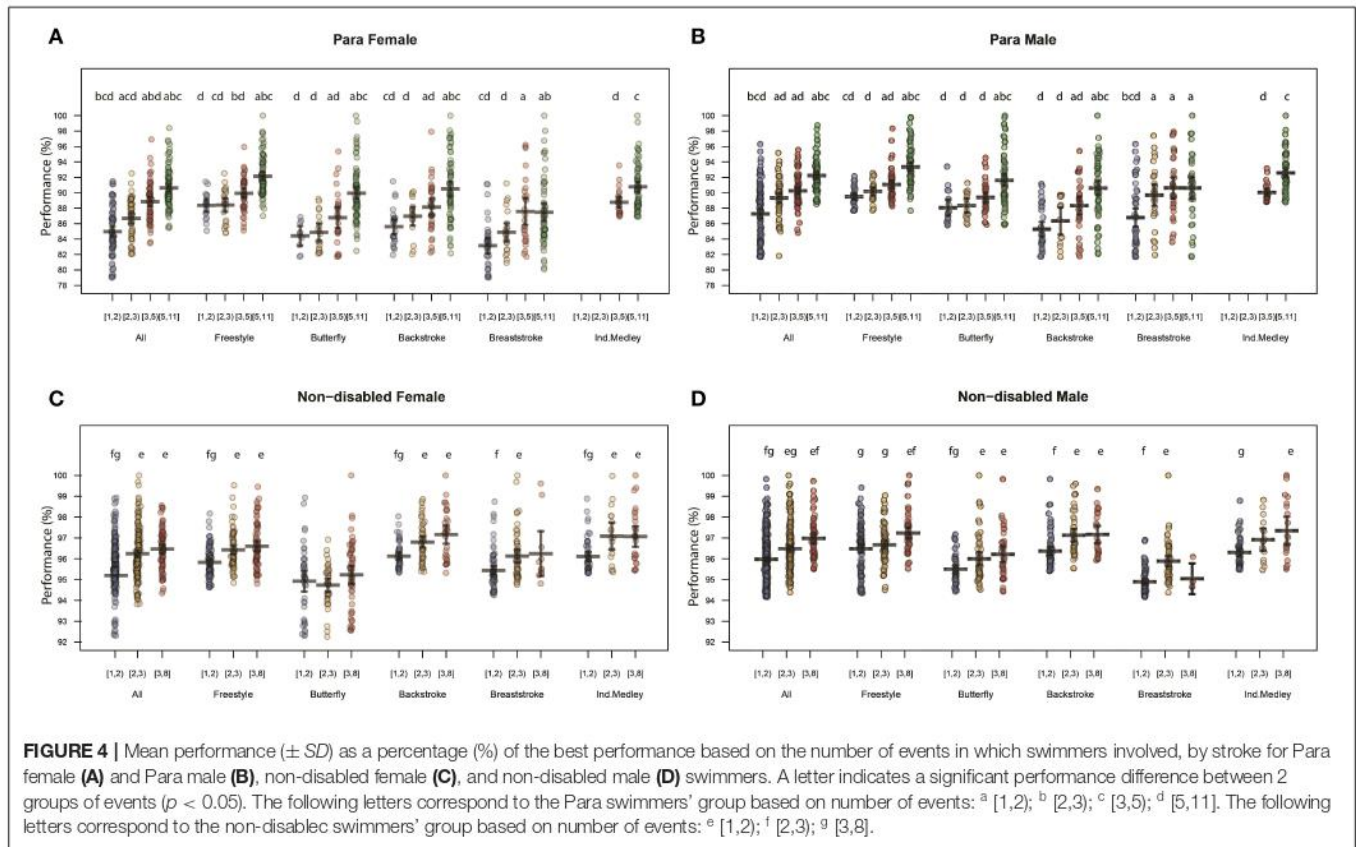 A
Para Female
bcd acd abd abc d cd bd abc d d ad abc cd d ad abc cd d a ab d c
Performance (%)
100
98
96
94
92
90
88
86
84
82
80
78
[1,2) [2,3) [3,5)[5,11] [1,2) [2,3) [3,5)[5,11] [1,2) [2,3) [3,5)[5,11] [1,2) [2,3) [3,5)[5,11] [1,2) [2,3) [3,5)[5,11] [1,2) [2,3) [3,5)[5,11]
All Freestyle Butterfly Backstroke Breaststroke Ind.Medley
B
Para Male
bcd ad ad abc cd d ad abc d d d abc d d ad abc bcd a a a d c
Performance (%)
100
98
96
94
92
90
88
86
84
82
80
78
[1,2) [2,3) [3,5)[5,11] [1,2) [2,3) [3,5)[5,11] [1,2) [2,3) [3,5)[5,11] [1,2) [2,3) [3,5)[5,11] [1,2) [2,3) [3,5)[5,11] [1,2) [2,3) [3,5)[5,11]
All Freestyle Butterfly Backstroke Breaststroke Ind.Medley
C
Non-disabled Female
fg e e fg e e fg e e f e fg e e
Performance (%)
100
99
98
97
96
95
94
93
92
[1,2) [2,3) [3,8] [1,2) [2,3) [3,8] [1,2) [2,3) [3,8] [1,2) [2,3) [3,8] [1,2) [2,3) [3,8] [1,2) [2,3) [3,8]
All Freestyle Butterfly Backstroke Breaststroke Ind.Medley
D
Non-disabled Male
fg eg ef g g ef fg e e f e e f e g e
Performance (%)
100
99
98
97
96
95
94
93
92
[1,2) [2,3) [3,8] [1,2) [2,3) [3,8] [1,2) [2,3) [3,8] [1,2) [2,3) [3,8] [1,2) [2,3) [3,8] [1,2) [2,3) [3,8]
All Freestyle Butterfly Backstroke Breaststroke Ind.Medley
FIGURE 4 | Mean performance (± SD) as a percentage (%) of the best performance based on the number of events in which swimmers involved, by stroke for Para
female (A) and Para male (B), non-disabled female (C), and non-disabled male (D) swimmers. A letter indicates a significant performance difference between 2
groups of events (p < 0.05). The following letters correspond to the Para swimmers' group based on number of events: a [1,2); b [2,3); c [3,5); d [5,11]. The following
letters correspond to the non-disablec swimmers' group based on number of events: e [1,2); f [2,3); g [3,8].